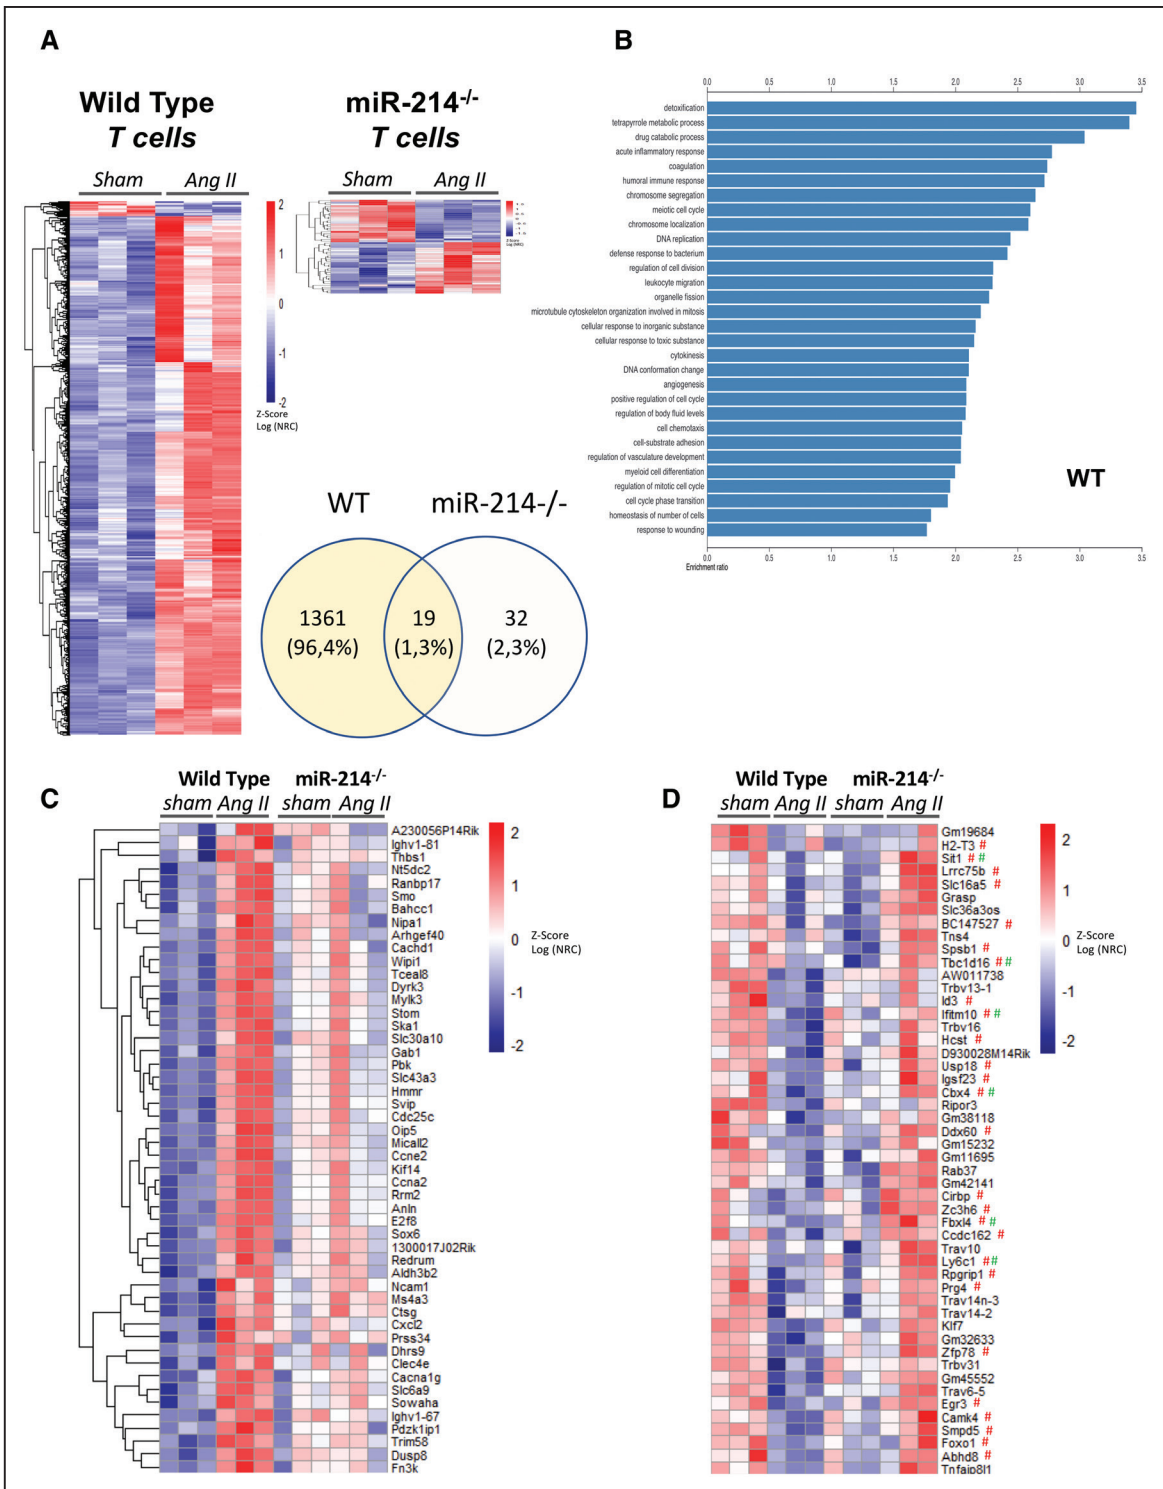 A
Wild Type
T cells
Sham
Ang II
2
1
0
-1
-2
Z-Score
Log (NRC)
miR-214-/-
T cells
Sham
Ang II
Z-Score
Log (NRC)
WT
miR-214-/-
1361
(96,4%)
19
(1,3%)
32
(2,3%)
B
0.0 0.5 1.0 1.5 2.0 2.5 3.0 3.5
detoxification
tetrapyrrole metabolic process
drug catabolic process
acute inflammatory response
coagulation
humoral immune response
chromosome segregation
meiotic cell cycle
chromosome localization
DNA replication
defense response to bacterium
regulation of cell division
leukocyte migration
organelle fission
microtubule cytoskeleton organization involved in mitosis
cellular response to inorganic substance
cellular response to toxic substance
cytokinesis
DNA conformation change
angiogenesis
positive regulation of cell cycle
regulation of body fluid levels
cell chemotaxis
cell-substrate adhesion
regulation of vasculature development
myeloid cell differentiation
regulation of mitotic cell cycle
cell cycle phase transition
homeostasis of number of cells
response to wounding
WT
0.0 0.5 1.0 1.5 2.0 2.5 3.0 3.5
Enrichment ratio
C
Wild Type miR-214-/-
sham Ang II sham Ang II
A230056P14Rik
Ighv1-81
Thbs1
Nt5dc2
Ranbp17
Smo
Bahcc1
Nipa1
Arhgef40
Cachd1
Wipi1
Tceal8
Dyrk3
Mylk3
Stom
Ska1
Slc30a10
Gab1
Pbk
Slc43a3
Hmmr
Svip
Cdc25c
Oip5
Micall2
Ccne2
Kif14
Ccna2
Rrm2
Anln
E2f8
Sox6
1300017J02Rik
Redrum
Aldh3b2
Ncam1
Ms4a3
Ctsg
Cxcl2
Prss34
Dhrs9
Clec4e
Cacna1g
Slc6a9
Sowaha
Ighv1-67
Pdzk1ip1
Trim58
Dusp8
Fn3k
2
1
0
-1
-2
Z-Score
Log (NRC)
D
Wild Type miR-214-/-
sham Ang II sham Ang II
Gm19684
H2-T3 #
Sit1 # #
Lrrc75b #
Slc16a5 #
Grasp
Slc36a3os
BC147527 #
Tns4
Spsb1 #
Tbc1d16 # #
AW011738
Trbv13-1
Id3 #
Ifitm10 # #
Trbv16
Hcst #
D930028M14Rik
Usp18 #
Igsf23 #
Cbx4 # #
Ripor3
Gm38118
Ddx60 #
Gm15232
Gm11695
Rab37
Gm42141
Cirbp #
Zc3h6 #
Fbxl4 # #
Ccdc162 #
Trav10
Ly6c1 ##
Rpgrip1 #
Prg4 #
Trav14n-3
Trav14-2
Klf7
Gm32633
Zfp78 #
Trbv31
Gm45552
Trav6-5
Egr3 #
Camk4 #
Smpd5 #
Foxo1 #
Abhd8 #
Tnfaip8l1
2
1
0
-1
-2
Z-Score
Log (NRC)